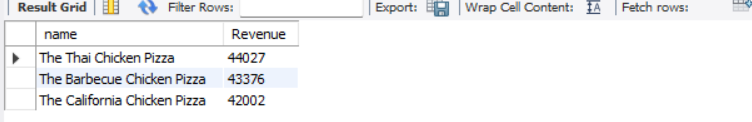 Result Grid Filter Rows: Export: Wrap Cell Content: IA Fetch rows:
name Revenue
The Thai Chicken Pizza 44027
The Barbecue Chicken Pizza 43376
The California Chicken Pizza 42002